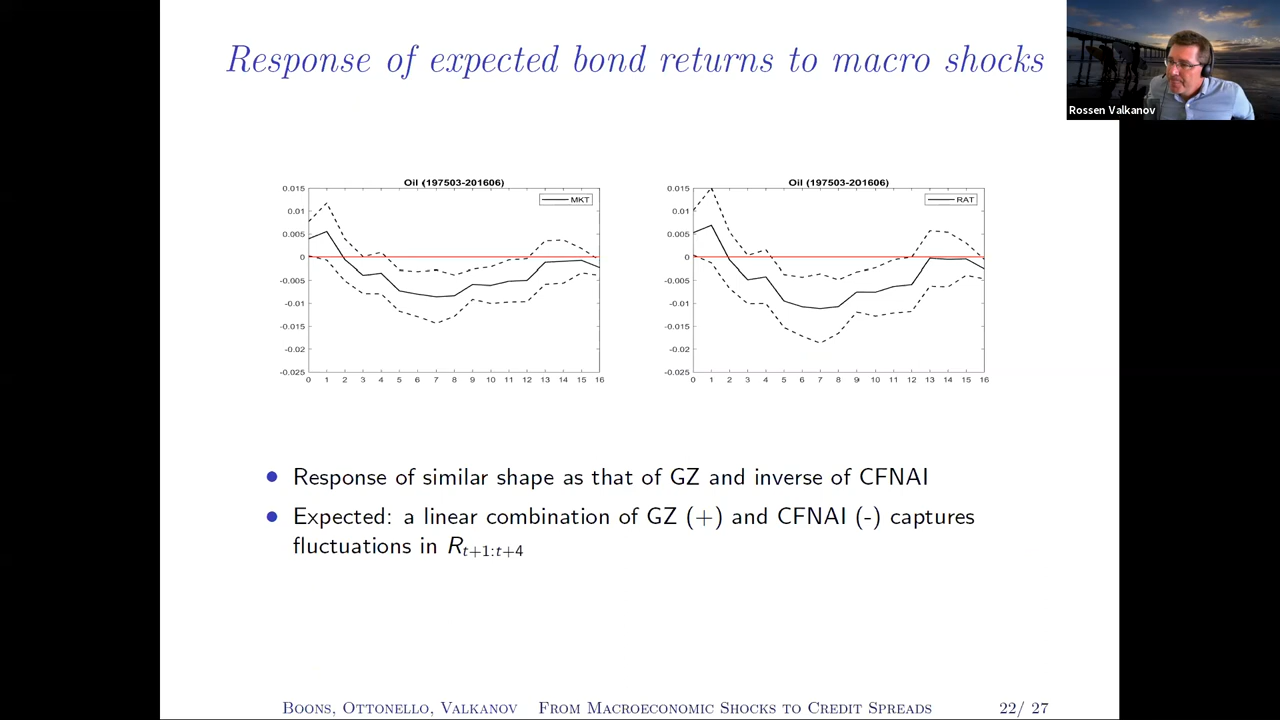 Response of expected bond returns to macro shocks
Rossen Valkanov
Oil (197503-201606)
MKT
0.015
0.01
0.005
0
-0.005
-0.01
-0.015
-0.02
-0.025
0 1 2 3 4 5 6 7 8 9 10 11 12 13 14 15 16
Oil (197503-201606)
RAT
0.015
0.01
0.005
0
-0.005
-0.01
-0.015
-0.02
-0.025
0 1 2 3 4 5 6 7 8 9 10 11 12 13 14 15 16
• Response of similar shape as that of GZ and inverse of CFNAI
• Expected: a linear combination of GZ (+) and CFNAI (-) captures
fluctuations in R_{t+1:t+4}
Boons, Ottonello, Valkanov From Macroeconomic Shocks to Credit Spreads 22/ 27